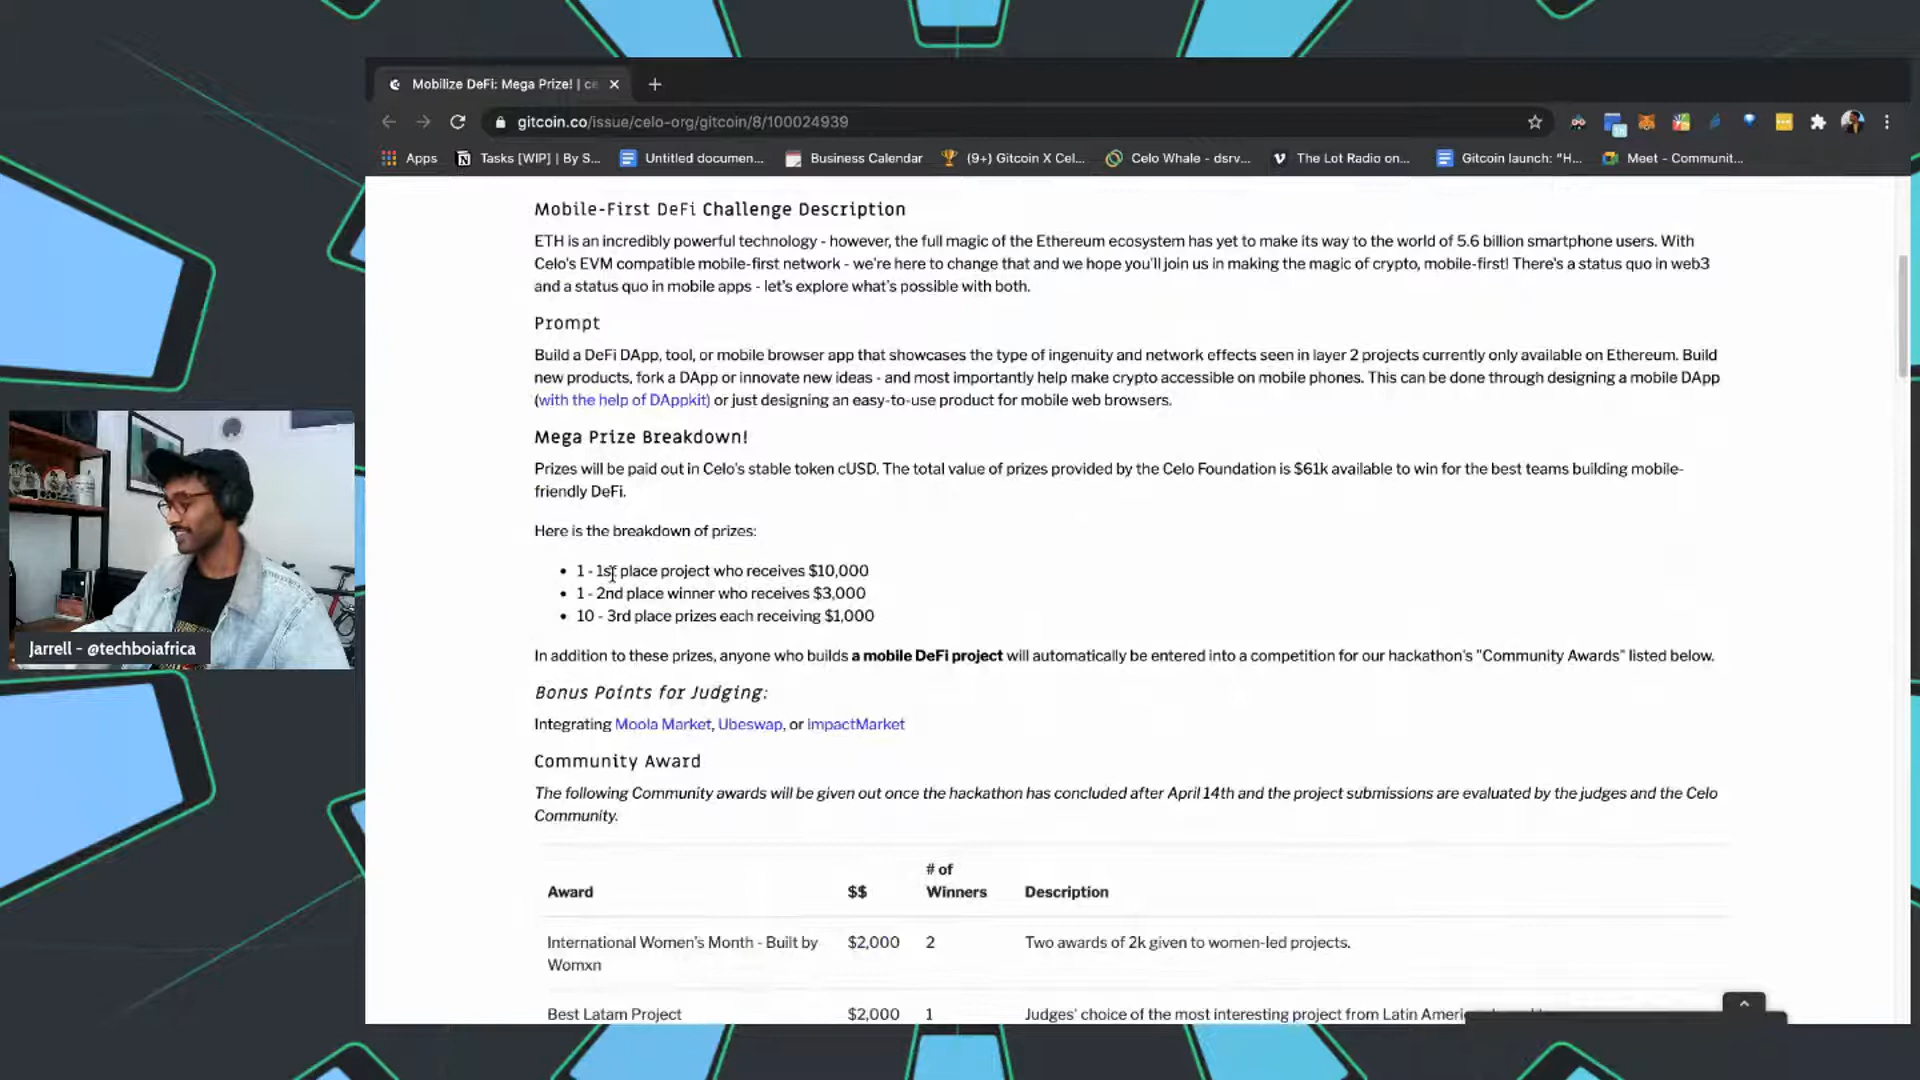 Mobilize DeFi: Mega Prize! | ce
gitcoin.co/issue/celo-org/gitcoin/8/100024939
Apps
Tasks [WIP] | By S...
Untitled documen...
Business Calendar
(9+) Gitcoin X Cel...
Celo Whale - dsrv...
The Lot Radio on...
Gitcoin launch: "H...
Meet - Communit...
Mobile-First DeFi Challenge Description
ETH is an incredibly powerful technology - however, the full magic of the Ethereum ecosystem has yet to make its way to the world of 5.6 billion smartphone users. With
Celo's EVM compatible mobile-first network - we're here to change that and we hope you'll join us in making the magic of crypto, mobile-first! There's a status quo in web3
and a status quo in mobile apps - let's explore what's possible with both.
Prompt
Build a DeFi DApp, tool, or mobile browser app that showcases the type of ingenuity and network effects seen in layer 2 projects currently only available on Ethereum. Build
new products, fork a DApp or innovate new ideas - and most importantly help make crypto accessible on mobile phones. This can be done through designing a mobile DApp
(with the help of DAppkit) or just designing an easy-to-use product for mobile web browsers.
Mega Prize Breakdown!
Prizes will be paid out in Celo's stable token cUSD. The total value of prizes provided by the Celo Foundation is $61k available to win for the best teams building mobile-
friendly DeFi.
Here is the breakdown of prizes:
• 1 - 1st place project who receives $10,000
• 1 - 2nd place winner who receives $3,000
• 10 - 3rd place prizes each receiving $1,000
In addition to these prizes, anyone who builds a mobile DeFi project will automatically be entered into a competition for our hackathon's "Community Awards" listed below.
Bonus Points for Judging:
Integrating Moola Market, Ubeswap, or impactMarket
Community Award
The following Community awards will be given out once the hackathon has concluded after April 14th and the project submissions are evaluated by the judges and the Celo
Community.
Award $$ # of Winners Description
International Women's Month - Built by Womxn $2,000 2 Two awards of 2k given to women-led projects.
Best Latam Project $2,000 1 Judges' choice of the most interesting project from Latin Ameri
Jarrell - @techboiafrica